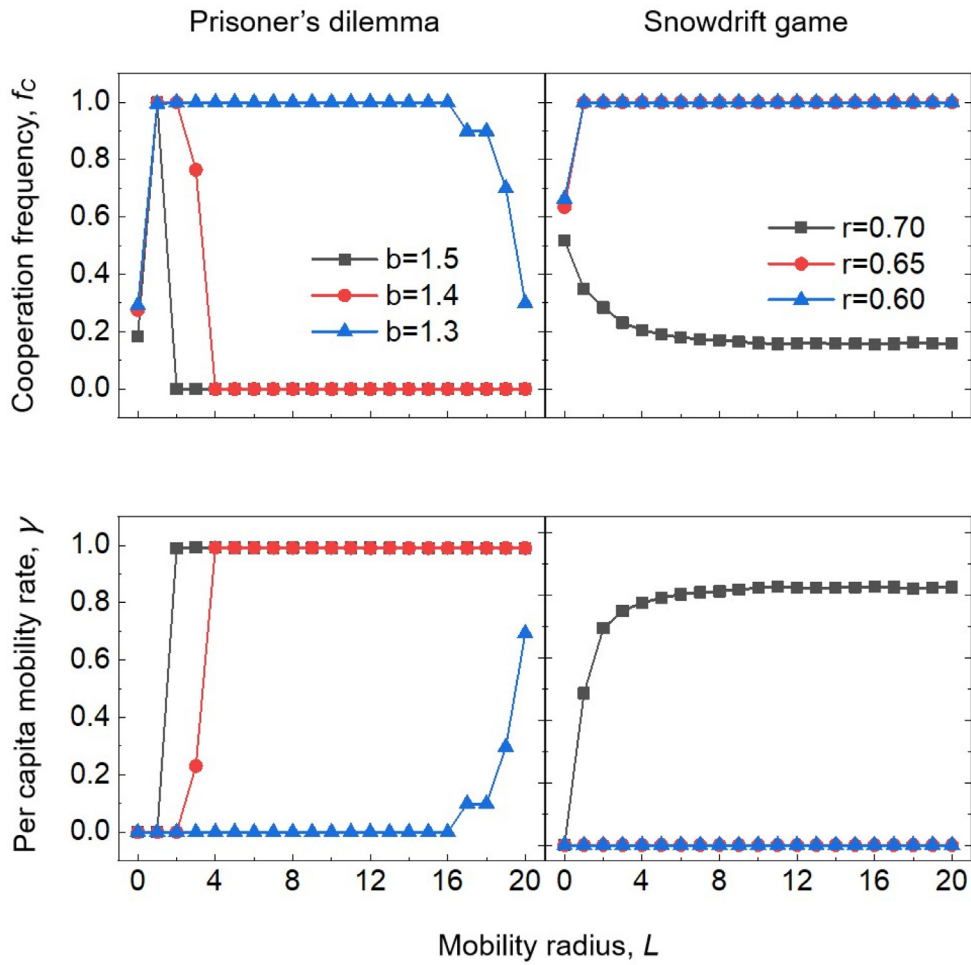 Prisoner’s dilemma
Snowdrift game
Cooperation frequency, fC
1.0
0.8
0.6
0.4
0.2
0.0
b=1.5
b=1.4
b=1.3
r=0.70
r=0.65
r=0.60
Per capita mobility rate, γ
1.0
0.8
0.6
0.4
0.2
0.0
0 4 8 12 16 20
0 4 8 12 16 20
Mobility radius, L